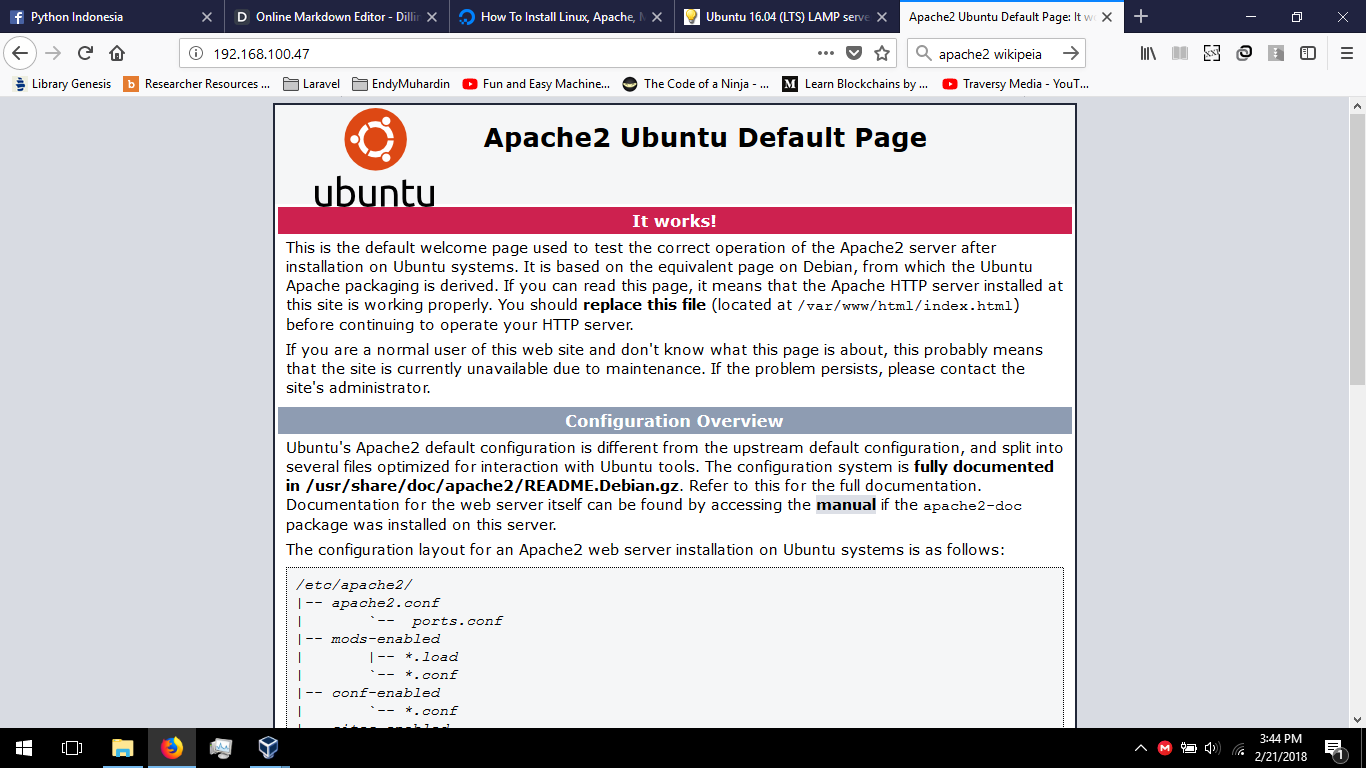 Python Indonesia
Online Markdown Editor - Dillin
How To Install Linux, Apache, M
Ubuntu 16.04 (LTS) LAMP serve
Apache2 Ubuntu Default Page: It wo
192.168.100.47
apache2 wikipeia
Library Genesis
Researcher Resources ...
Laravel
EndyMuhardin
Fun and Easy Machine...
The Code of a Ninja - ...
Learn Blockchains by ...
Traversy Media - YouT...
ubuntu
Apache2 Ubuntu Default Page
It works!
This is the default welcome page used to test the correct operation of the Apache2 server after
installation on Ubuntu systems. It is based on the equivalent page on Debian, from which the Ubuntu
Apache packaging is derived. If you can read this page, it means that the Apache HTTP server installed at
this site is working properly. You should replace this file (located at /var/www/html/index.html)
before continuing to operate your HTTP server.
If you are a normal user of this web site and don't know what this page is about, this probably means
that the site is currently unavailable due to maintenance. If the problem persists, please contact the
site's administrator.
Configuration Overview
Ubuntu's Apache2 default configuration is different from the upstream default configuration, and split into
several files optimized for interaction with Ubuntu tools. The configuration system is fully documented
in /usr/share/doc/apache2/README.Debian.gz. Refer to this for the full documentation.
Documentation for the web server itself can be found by accessing the manual if the apache2-doc
package was installed on this server.
The configuration layout for an Apache2 web server installation on Ubuntu systems is as follows:
/etc/apache2/
|-- apache2.conf
|       `--  ports.conf
|-- mods-enabled
|       |-- *.load
|       `-- *.conf
|-- conf-enabled
|       `-- *.conf
3:44 PM
2/21/2018
1